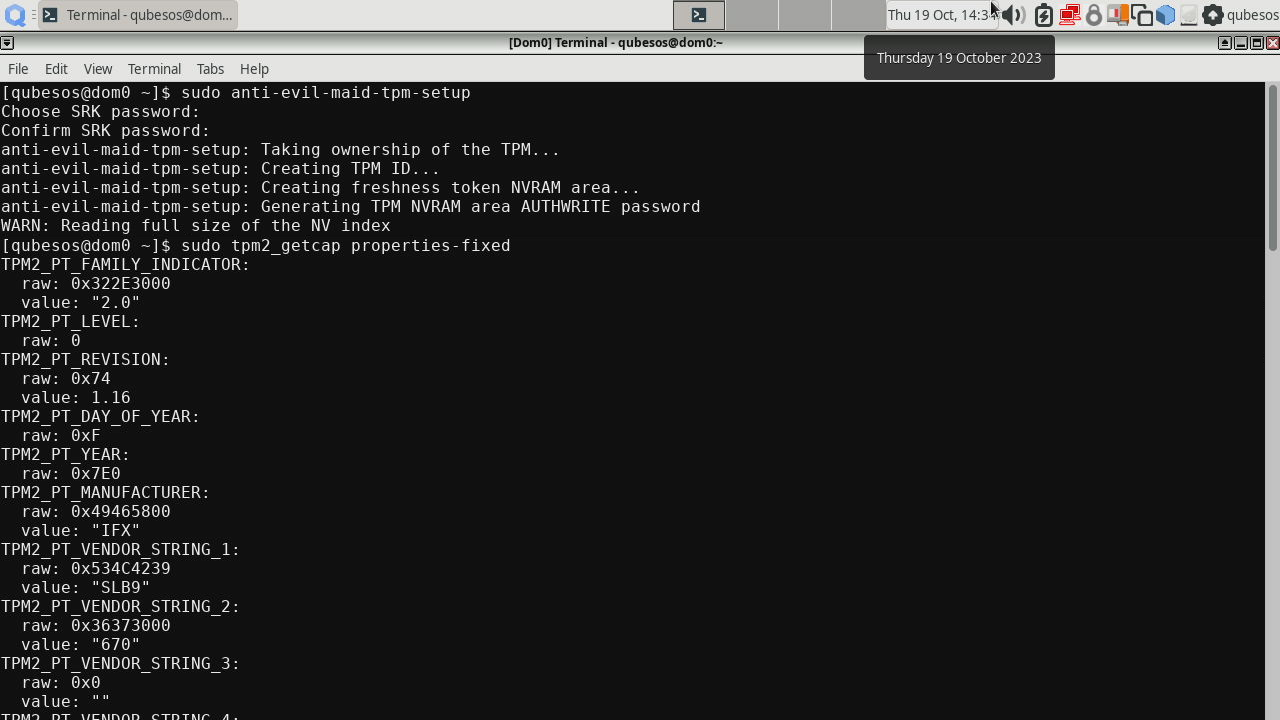 Terminal - qubesos@dom...
Thu 19 Oct, 14:3
qubesos
[Dom0] Terminal - qubesos@dom0:~
Thursday 19 October 2023
File Edit View Terminal Tabs Help
[qubesos@dom0 ~]$ sudo anti-evil-maid-tpm-setup
Choose SRK password:
Confirm SRK password:
anti-evil-maid-tpm-setup: Taking ownership of the TPM...
anti-evil-maid-tpm-setup: Creating TPM ID...
anti-evil-maid-tpm-setup: Creating freshness token NVRAM area...
anti-evil-maid-tpm-setup: Generating TPM NVRAM area AUTHWRITE password
WARN: Reading full size of the NV index
[qubesos@dom0 ~]$ sudo tpm2_getcap properties-fixed
TPM2_PT_FAMILY_INDICATOR:
  raw: 0x322E3000
  value: "2.0"
TPM2_PT_LEVEL:
  raw: 0
TPM2_PT_REVISION:
  raw: 0x74
  value: 1.16
TPM2_PT_DAY_OF_YEAR:
  raw: 0xF
TPM2_PT_YEAR:
  raw: 0x7E0
TPM2_PT_MANUFACTURER:
  raw: 0x49465800
  value: "IFX"
TPM2_PT_VENDOR_STRING_1:
  raw: 0x534C4239
  value: "SLB9"
TPM2_PT_VENDOR_STRING_2:
  raw: 0x36373000
  value: "670"
TPM2_PT_VENDOR_STRING_3:
  raw: 0x0
  value: ""
TPM2_PT_VENDOR_STRING_4: